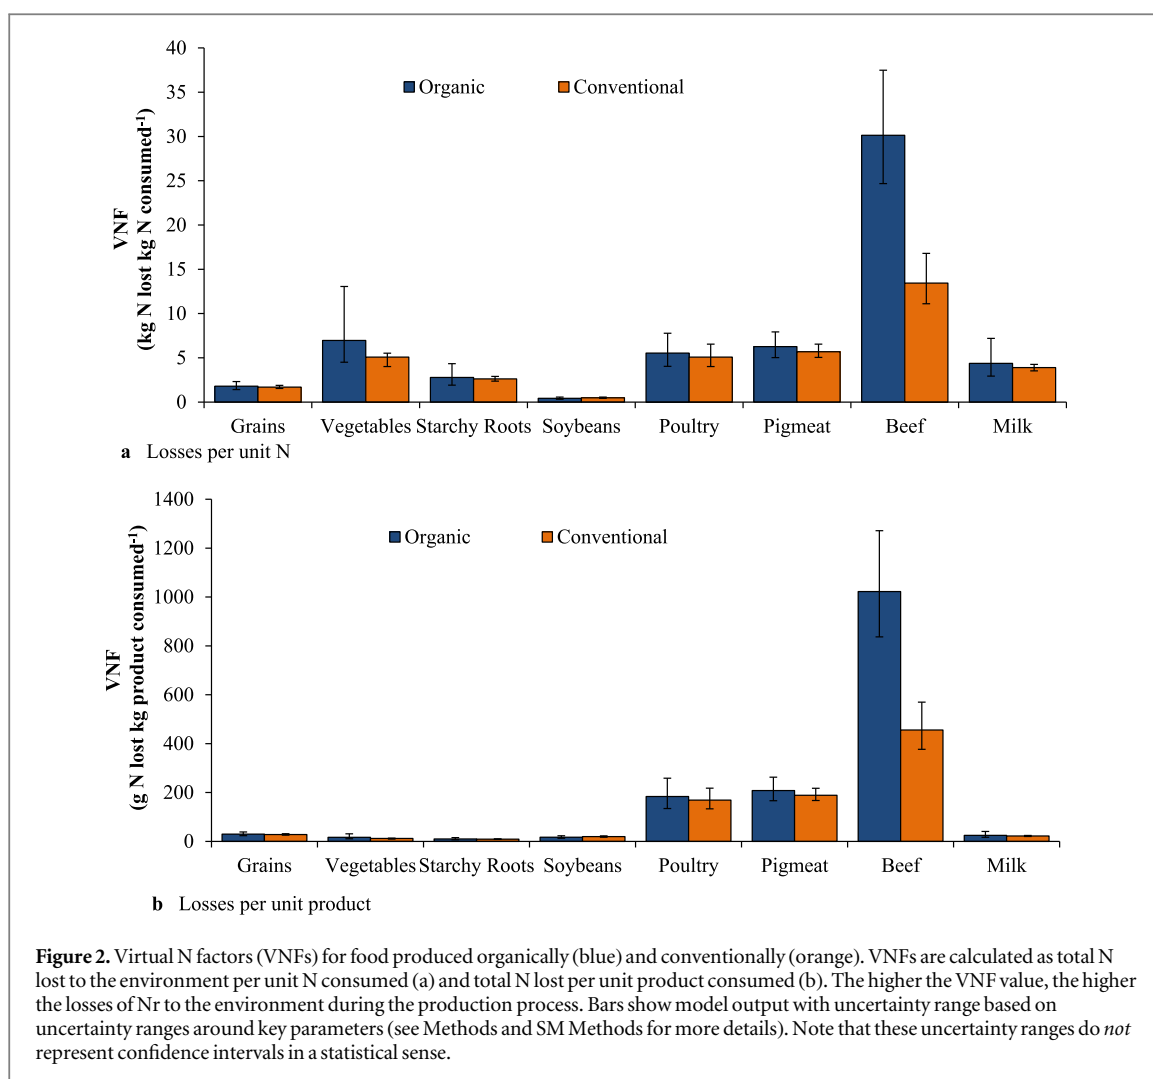 40
35
30
25
20
15
10
5
0
VNF
(kg N lost kg N consumed⁻¹)
Organic Conventional
Grains Vegetables Starchy Roots Soybeans Poultry Pigmeat Beef Milk
a Losses per unit N
1400
1200
1000
800
600
400
200
0
VNF
(g N lost kg product consumed⁻¹)
Organic Conventional
Grains Vegetables Starchy Roots Soybeans Poultry Pigmeat Beef Milk
b Losses per unit product
Figure 2. Virtual N factors (VNFs) for food produced organically (blue) and conventionally (orange). VNFs are calculated as total N
lost to the environment per unit N consumed (a) and total N lost per unit product consumed (b). The higher the VNF value, the higher
the losses of Nr to the environment during the production process. Bars show model output with uncertainty range based on
uncertainty ranges around key parameters (see Methods and SM Methods for more details). Note that these uncertainty ranges do not
represent confidence intervals in a statistical sense.